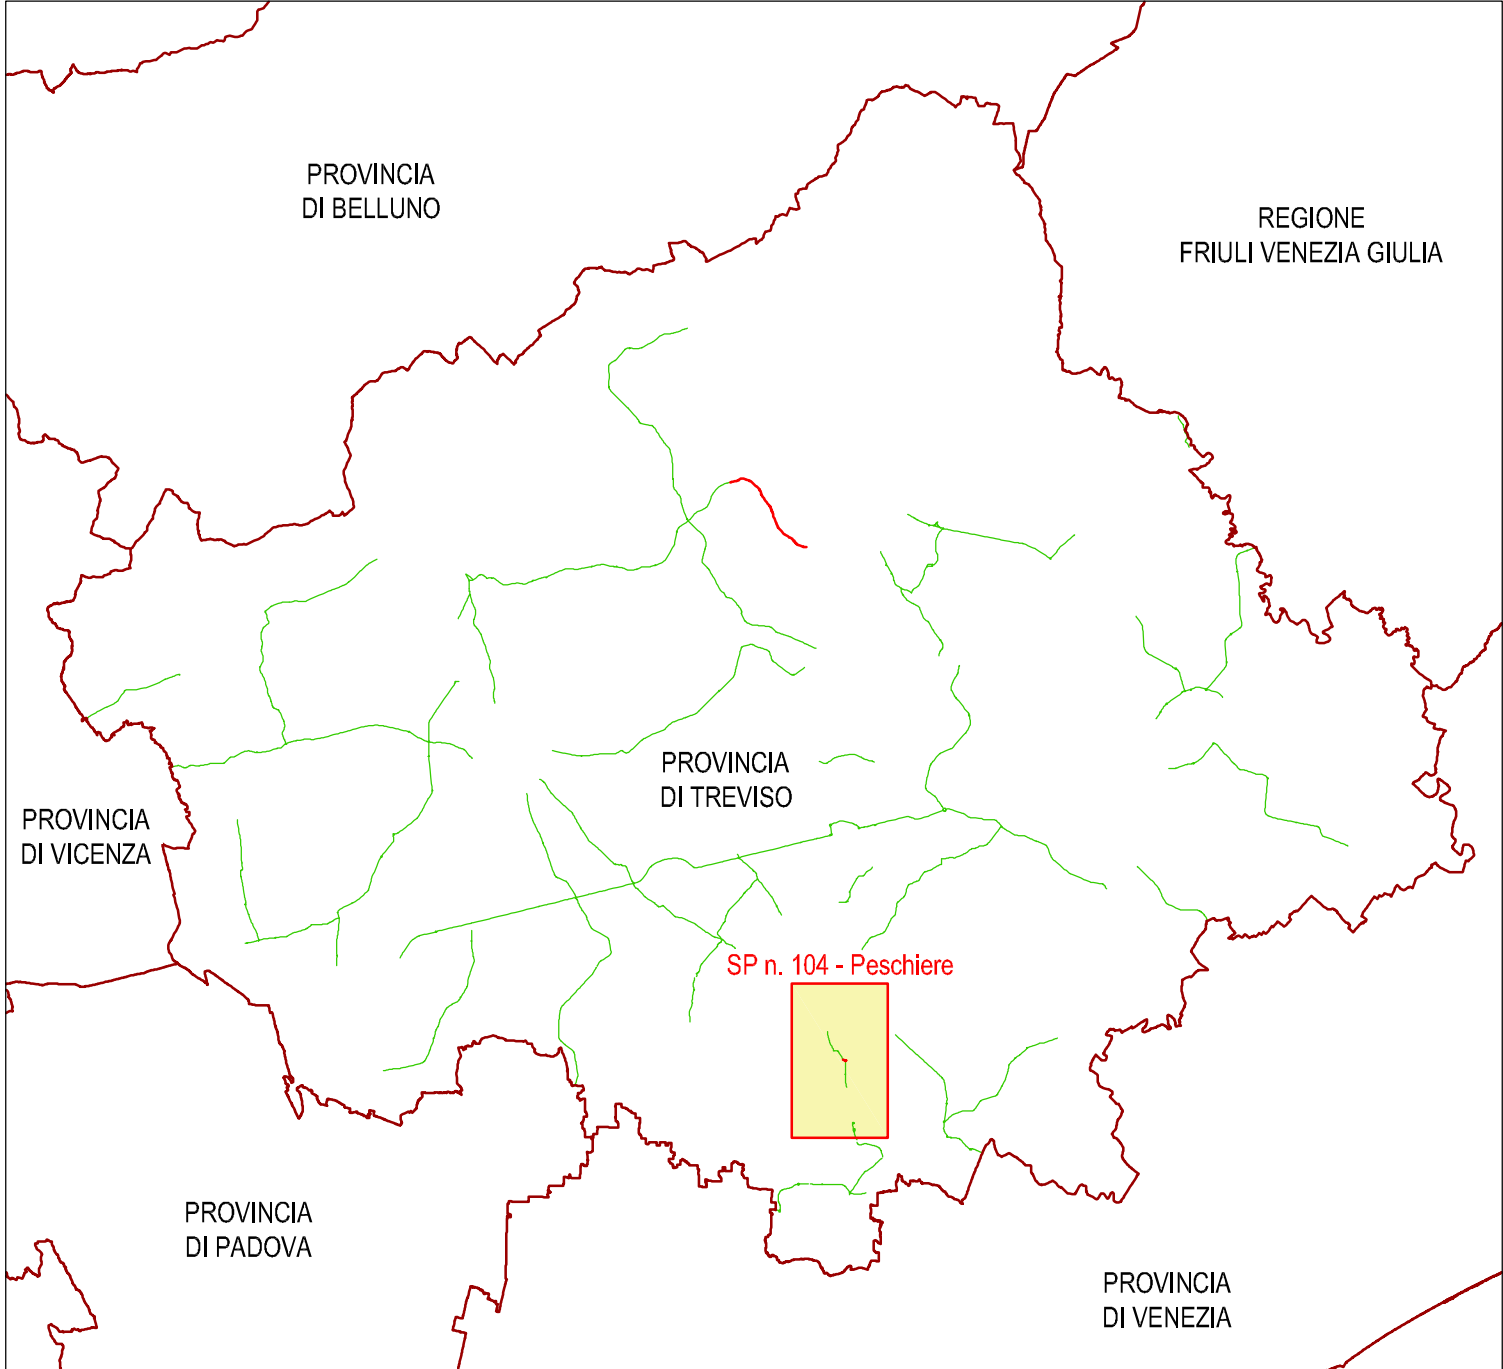 PROVINCIA
DI BELLUNO
REGIONE
FRIULI VENEZIA GIULIA
PROVINCIA
DI TREVISO
PROVINCIA
DI VICENZA
SP n. 104 - Peschiere
PROVINCIA
DI PADOVA
PROVINCIA
DI VENEZIA